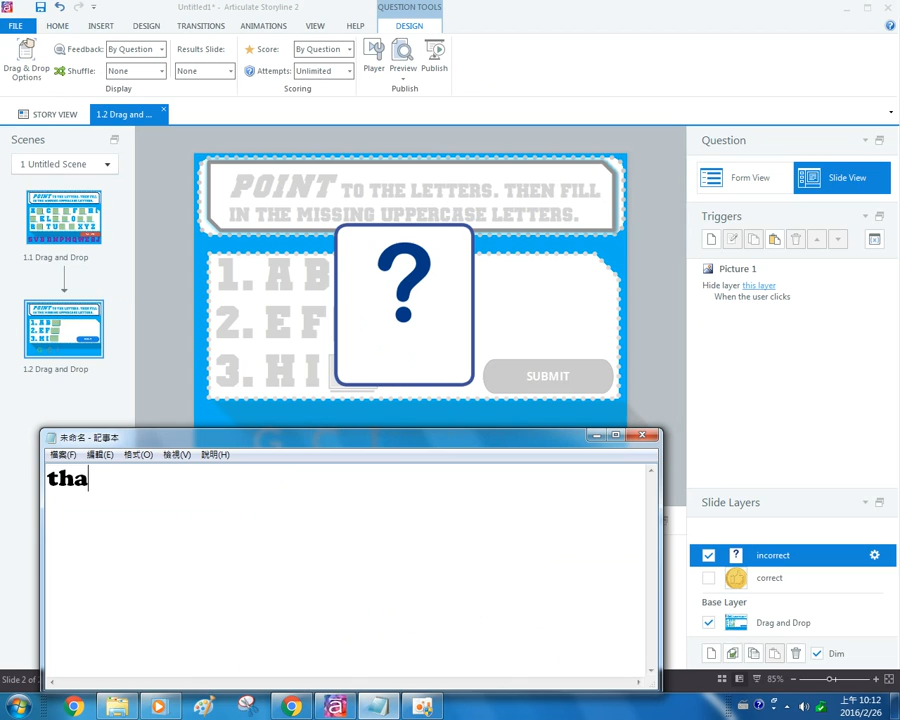 Untitled1* - Articulate Storyline 2
QUESTION TOOLS
FILE
HOME
INSERT
DESIGN
TRANSITIONS
ANIMATIONS
VIEW
HELP
DESIGN
Drag & Drop
Options
Feedback: By Question
Shuffle: None
Display
Results Slide:
None
Score: By Question
Attempts: Unlimited
Scoring
Player
Preview
Publish
Publish
STORY VIEW
1.2 Drag and ...
Scenes
1 Untitled Scene
1.1 Drag and Drop
1.2 Drag and Drop
POINT TO THE LETTERS. THEN FILL
IN THE MISSING UPPERCASE LETTERS.
1. A B
2. E F
3. H I
?
SUBMIT
Question
Form View
Slide View
Triggers
Picture 1
Hide layer this layer
When the user clicks
Slide Layers
? incorrect
correct
Base Layer
Drag and Drop
Dim
未命名 - 記事本
檔案(F) 編輯(E) 格式(O) 檢視(V) 說明(H)
tha
Slide 2 of
85%
上午 10:12
2016/2/26